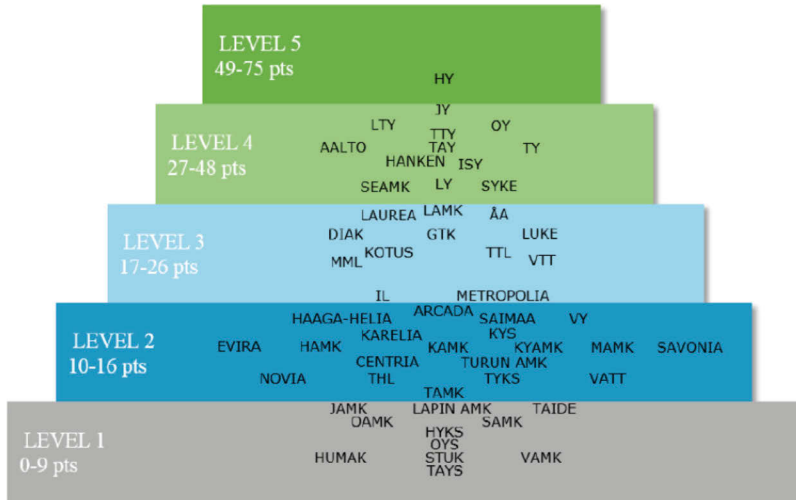 LEVEL 5
49-75 pts
HY
JY
LTY
OY
TTY
LEVEL 4
27-48 pts
AALTO TAY TY
HANKEN ISY
SEAMK LY SYKE
LAUREA LAMK ÅA
LEVEL 3
17-26 pts
DIAK GTK LUKE
KOTUS TTL
MML VTT
IL METROPOLIA
ARCADA
HAAGA-HELIA SAIMAA VY
LEVEL 2
10-16 pts
KARELIA KYS
EVIRA HAMK KAMK KYAMK MAMK SAVONIA
CENTRIA TURUN AMK
NOVIA THL TYKS VATT
TAMK
JAMK LAPIN AMK TAIDE
OAMK SAMK
LEVEL 1
0-9 pts
HYKS
OYS
HUMAK STUK VAMK
TAYS